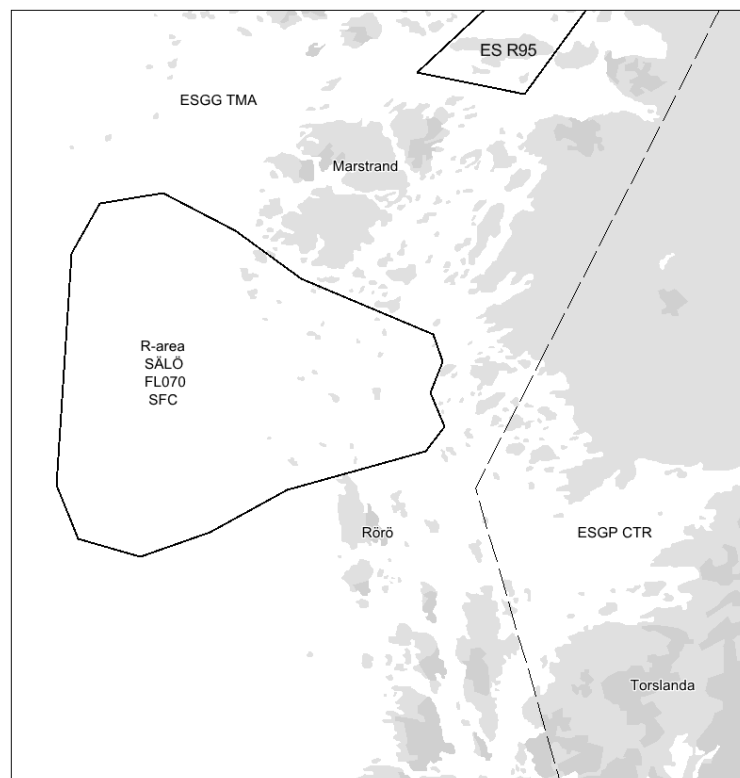 ES R95
ESGG TMA
Marstrand
R-area
SÄLÖ
FL070
SFC
Rörö
ESGP CTR
Torslanda